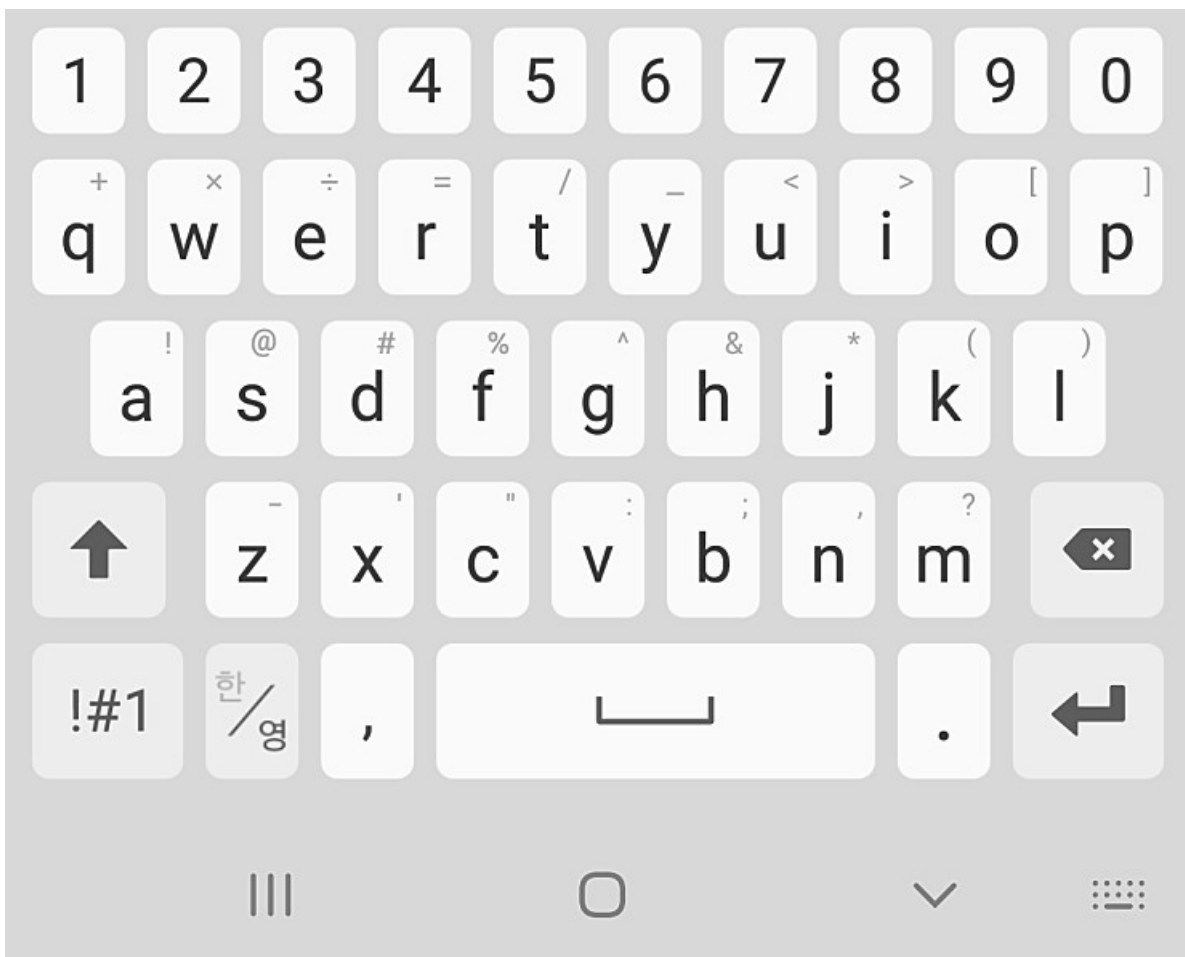 1 2 3 4 5 6 7 8 9 0
+ × ÷ = / _ < > [ ]
q w e r t y u i o p
! @ # % ^ & * ( )
a s d f g h j k l
- ' " : ; , ?
z x c v b n m
!#1 한/영 , .